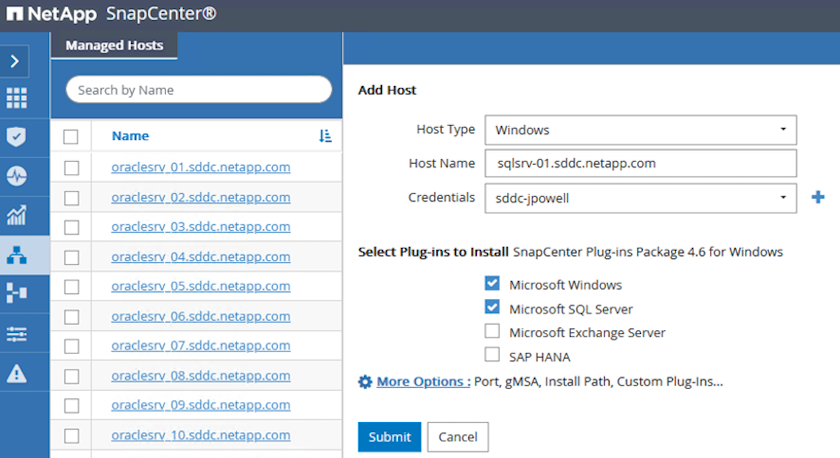 NetApp SnapCenter®
Managed Hosts
Search by Name
Name
oraclesrv_01.sddc.netapp.com
oraclesrv_02.sddc.netapp.com
oraclesrv_03.sddc.netapp.com
oraclesrv_04.sddc.netapp.com
oraclesrv_05.sddc.netapp.com
oraclesrv_06.sddc.netapp.com
oraclesrv_07.sddc.netapp.com
oraclesrv_08.sddc.netapp.com
oraclesrv_09.sddc.netapp.com
oraclesrv_10.sddc.netapp.com
Add Host
Host Type Windows
Host Name sqlsrv-01.sddc.netapp.com
Credentials sddc-jpowell
Select Plug-ins to Install SnapCenter Plug-ins Package 4.6 for Windows
Microsoft Windows
Microsoft SQL Server
Microsoft Exchange Server
SAP HANA
More Options : Port, gMSA, Install Path, Custom Plug-Ins...
Submit Cancel